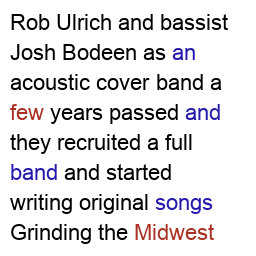 Rob Ulrich and bassist
Josh Bodeen as an
acoustic cover band a
few years passed and
they recruited a full
band and started
writing original songs
Grinding the Midwest